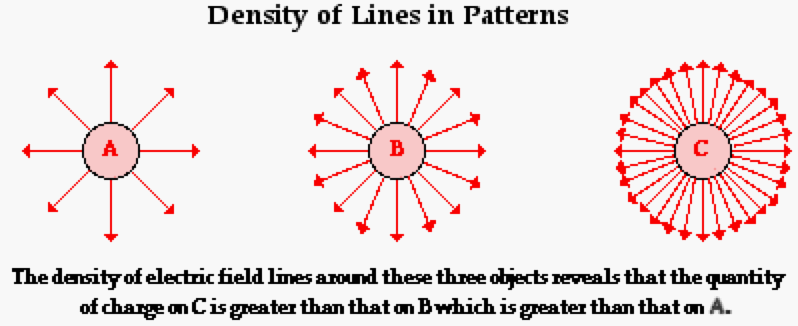 Density of Lines in Patterns
A
B
C
The density of electric field lines around these three objects reveals that the quantity
of charge on C is greater than that on B which is greater than that on A.